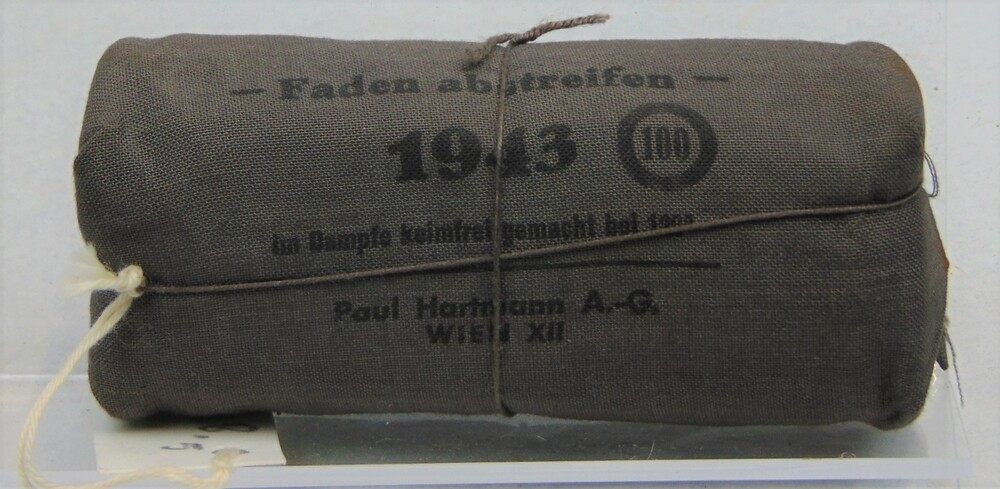 — Faden abstreifen —
1943 100
Im Dampfe keimfrei gemacht bei
Paul Hartmann A.-G.
WIEN XII